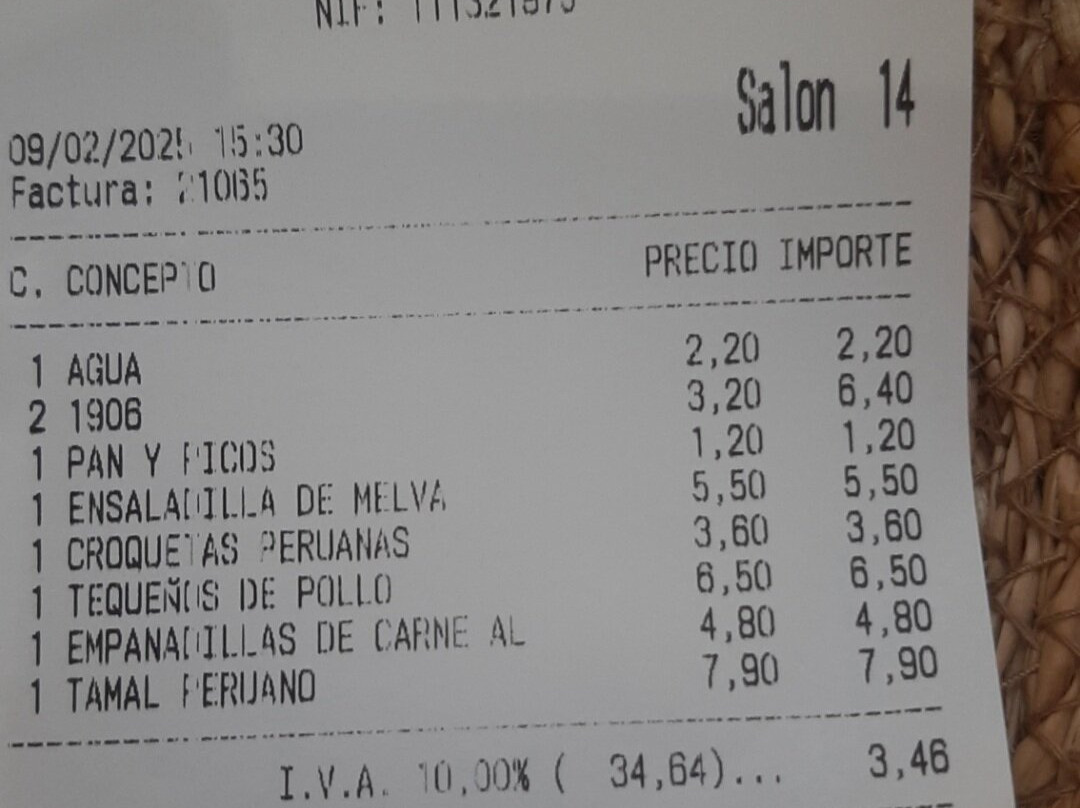 NIF:
Salon 14
09/02/2025 15:30
Factura: 21065
C. CONCEPTO PRECIO IMPORTE
1 AGUA 2,20 2,20
2 1906 3,20 6,40
1 PAN Y PICOS 1,20 1,20
1 ENSALADILLA DE MELVA 5,50 5,50
1 CROQUETAS PERUANAS 3,60 3,60
1 TEQUEÑOS DE POLLO 6,50 6,50
1 EMPANADILLAS DE CARNE AL 4,80 4,80
1 TAMAL PERUANO 7,90 7,90
I.V.A. 10,00% ( 34,64)... 3,46